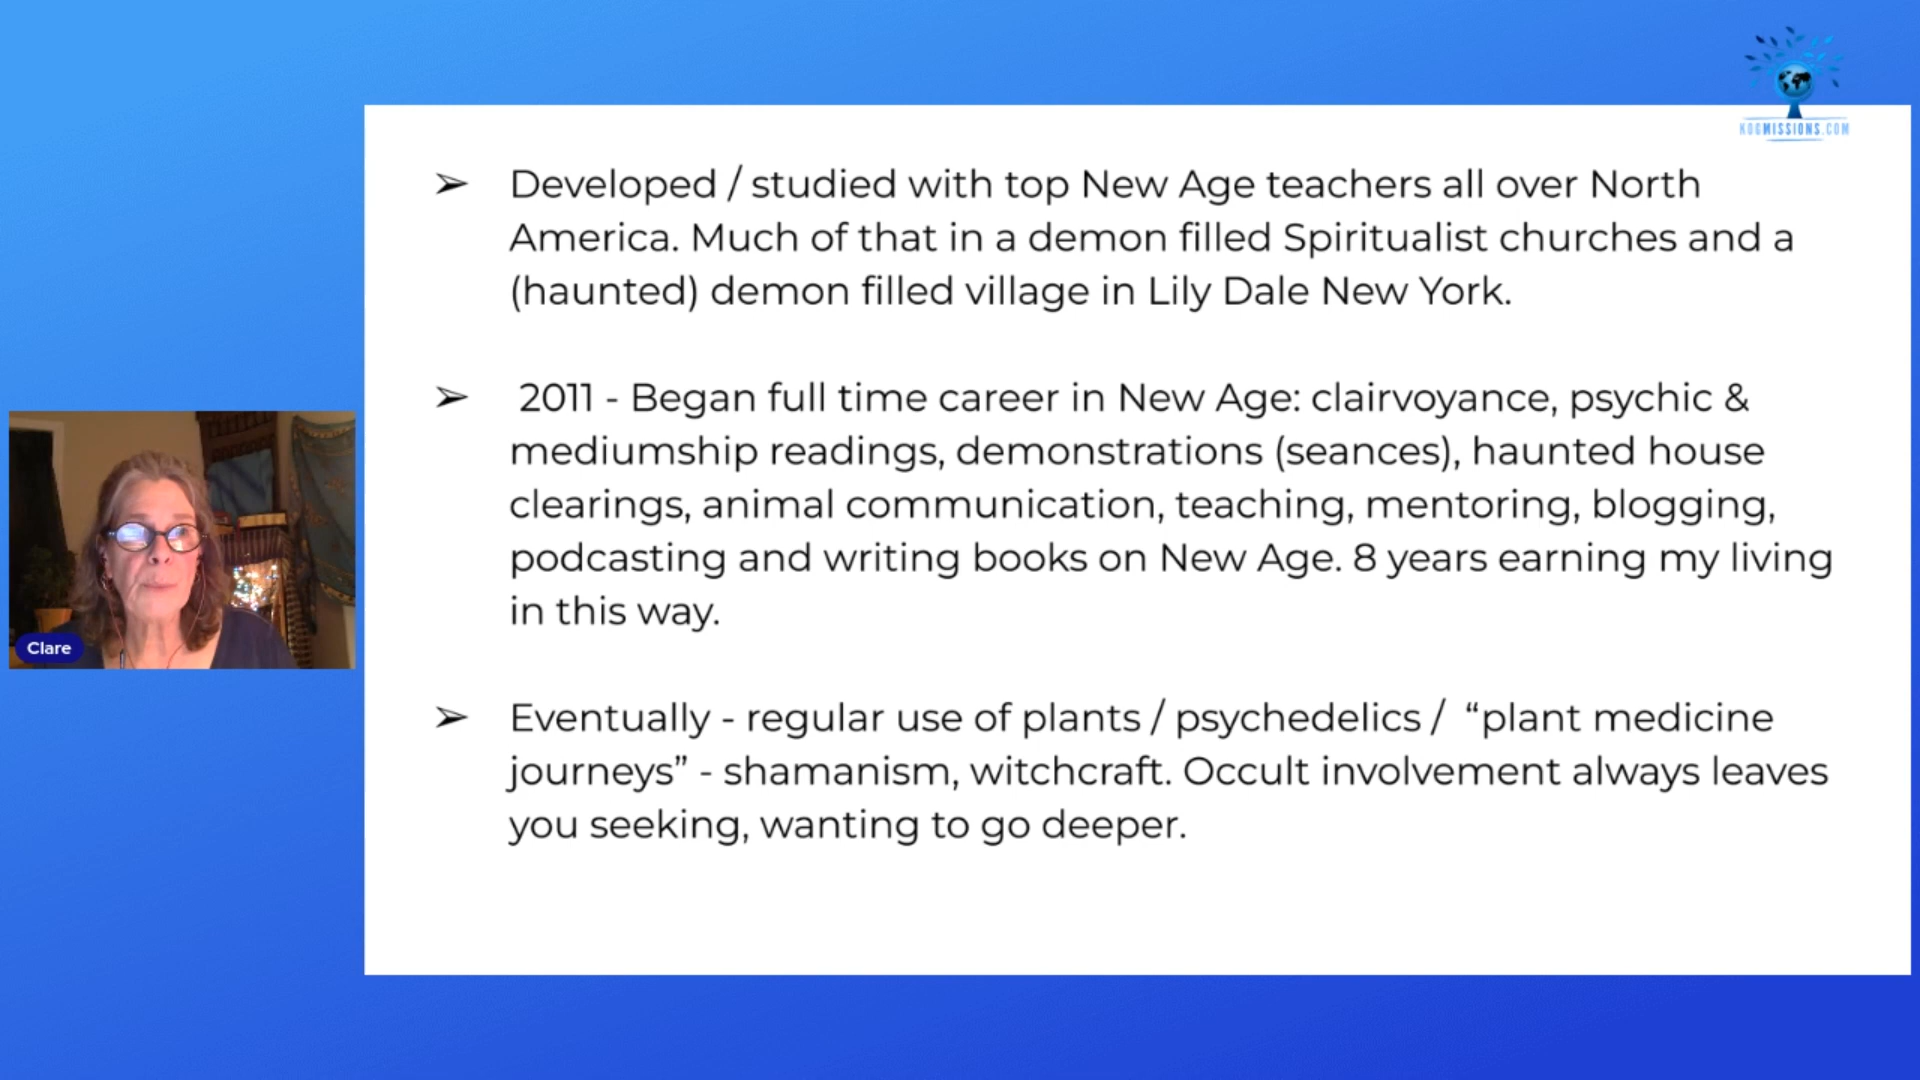 KOGMISSIONS.COM
➢ Developed / studied with top New Age teachers all over North
America. Much of that in a demon filled Spiritualist churches and a
(haunted) demon filled village in Lily Dale New York.
➢ 2011 - Began full time career in New Age: clairvoyance, psychic &
mediumship readings, demonstrations (seances), haunted house
clearings, animal communication, teaching, mentoring, blogging,
podcasting and writing books on New Age. 8 years earning my living
in this way.
➢ Eventually - regular use of plants / psychedelics / “plant medicine
journeys” - shamanism, witchcraft. Occult involvement always leaves
you seeking, wanting to go deeper.
Clare